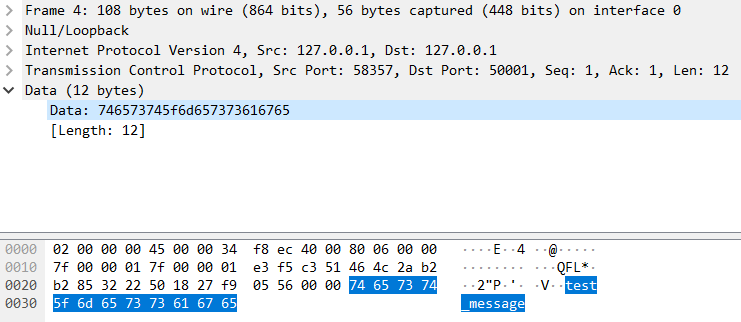 Frame 4: 108 bytes on wire (864 bits), 56 bytes captured (448 bits) on interface 0
Null/Loopback
Internet Protocol Version 4, Src: 127.0.0.1, Dst: 127.0.0.1
Transmission Control Protocol, Src Port: 58357, Dst Port: 50001, Seq: 1, Ack: 1, Len: 12
Data (12 bytes)
Data: 746573745f6d657373616765
[Length: 12]
0000 02 00 00 00 45 00 00 34 f8 ec 40 00 80 06 00 00 ····E··4 ··@·····
0010 7f 00 00 01 7f 00 00 01 e3 f5 c3 51 46 4c 2a b2 ········ ···QFL*·
0020 b2 85 32 22 50 18 27 f9 05 56 00 00 74 65 73 74 ··2"P·'· ·V··test
0030 5f 6d 65 73 73 61 67 65 _message